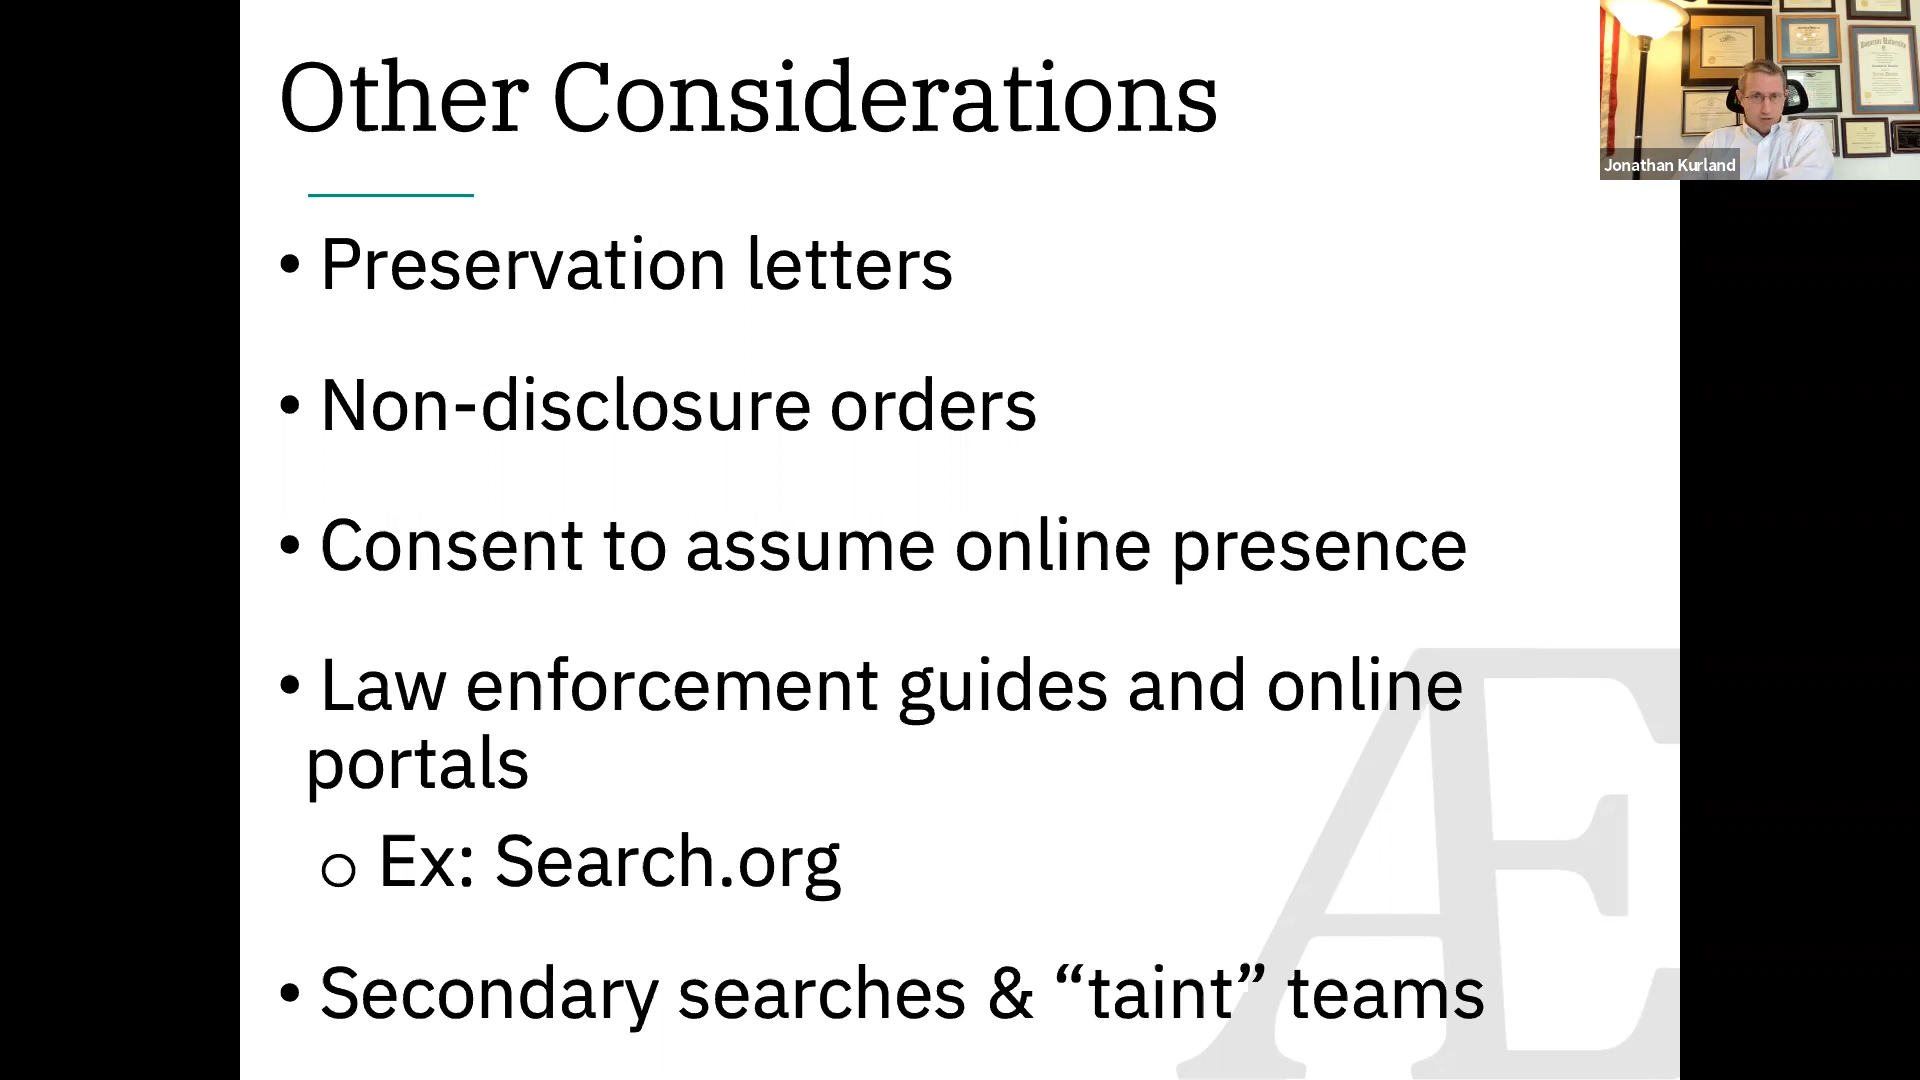 Other Considerations
Jonathan Kurland
• Preservation letters
• Non-disclosure orders
• Consent to assume online presence
• Law enforcement guides and online
portals
o Ex: Search.org
• Secondary searches & “taint” teams
Æ